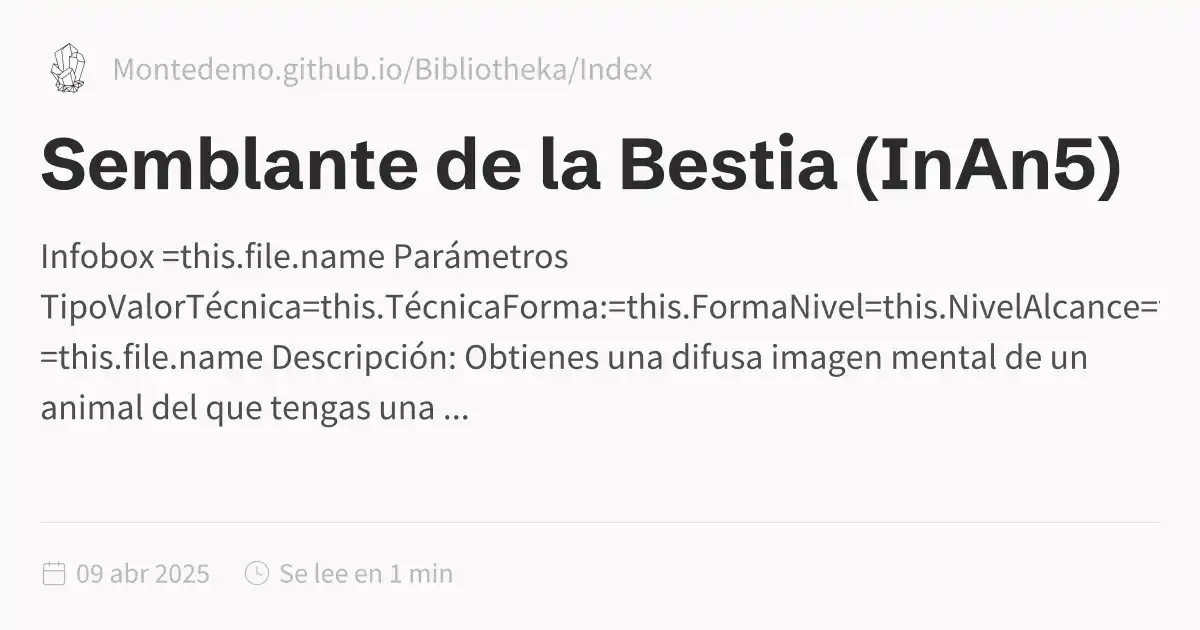 Montedemo.github.io/Bibliotheka/Index
Semblante de la Bestia (InAn5)
Infobox =this.file.name Parámetros
TipoValorTécnica=this.TécnicaForma:=this.FormaNivel=this.NivelAlcance=
=this.file.name Descripción: Obtienes una difusa imagen mental de un
animal del que tengas una ...
09 abr 2025
Se lee en 1 min